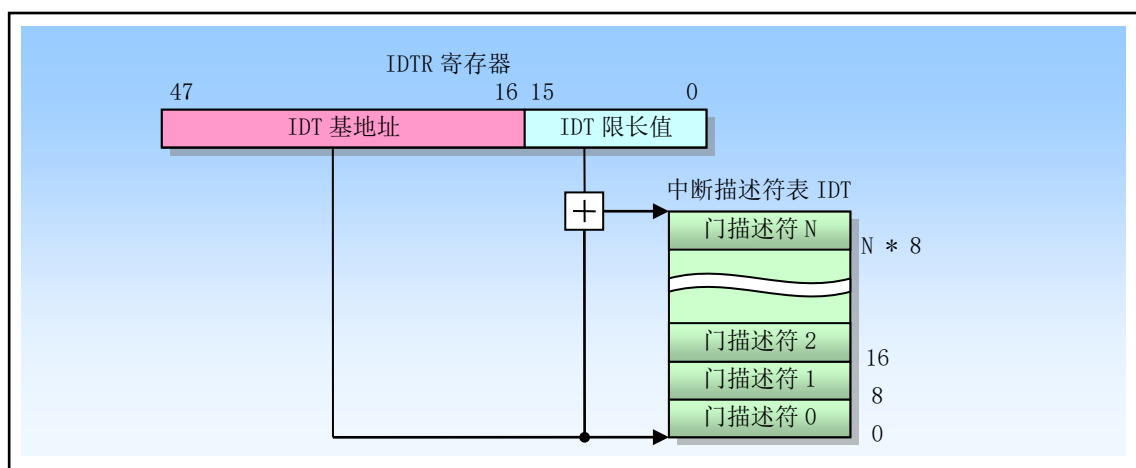 IDTR 寄存器
47 16 15 0
IDT 基地址 IDT 限长值
中断描述符表 IDT
门描述符 N
N * 8
门描述符 2
16
门描述符 1
8
门描述符 0
0